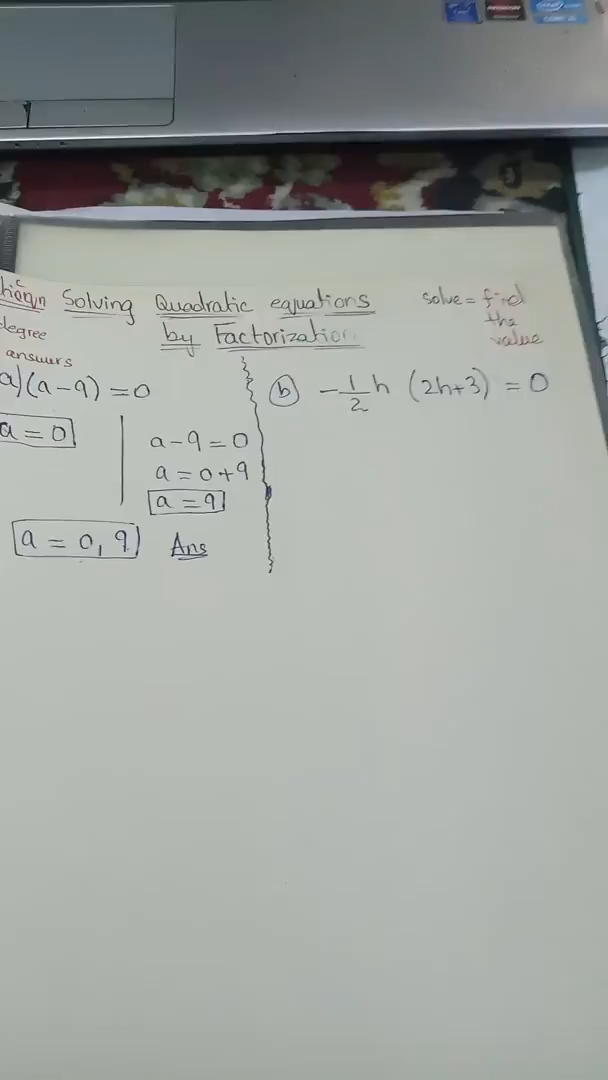 Solving Quadratic equations
by Factorization
solve = find
the
value
degree
answers
a)(a-9) = 0
a = 0
a-9 = 0
a = 0+9
a = 9
a = 0, 9 Ans
b -1/2 h (2h+3) = 0